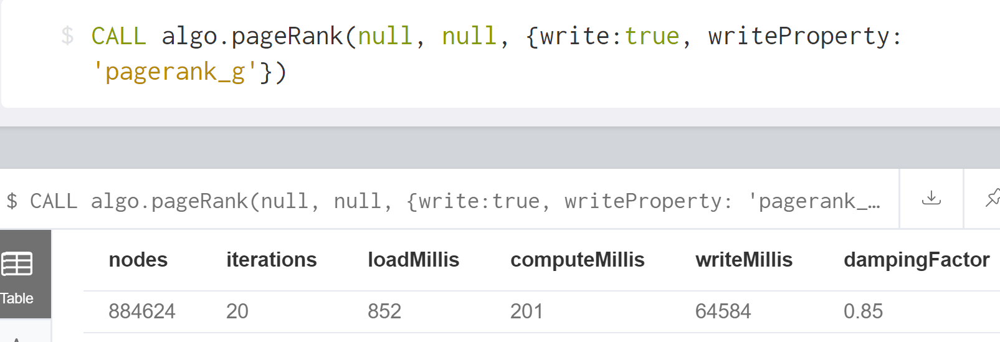 $ CALL algo.pageRank(null, null, {write:true, writeProperty:
'pagerank_g'})
$ CALL algo.pageRank(null, null, {write:true, writeProperty: 'pagerank_…
nodes iterations loadMillis computeMillis writeMillis dampingFactor
Table
884624 20 852 201 64584 0.85